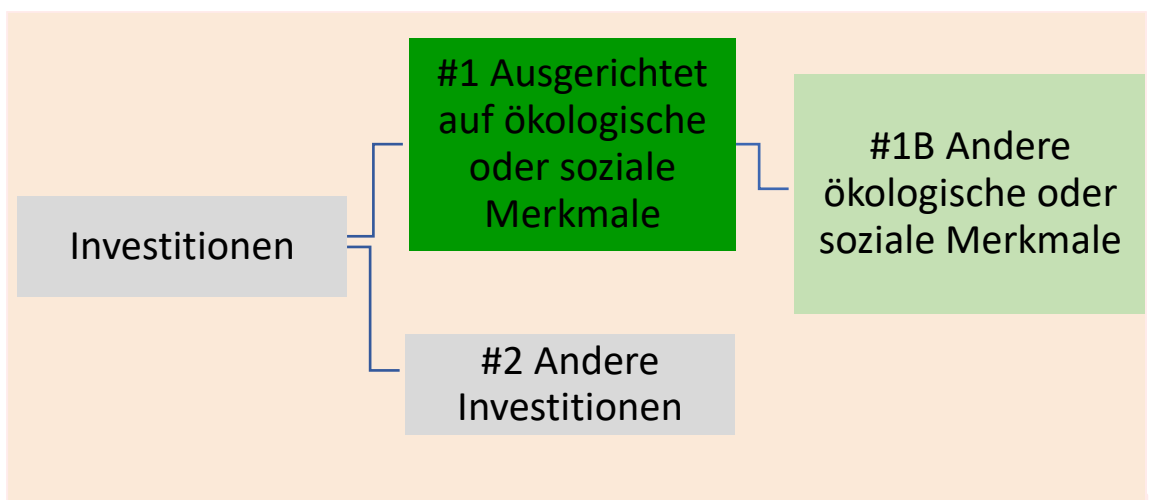 #1 Ausgerichtet
auf ökologische
oder soziale
Merkmale
#1B Andere
ökologische oder
soziale Merkmale
Investitionen
#2 Andere
Investitionen